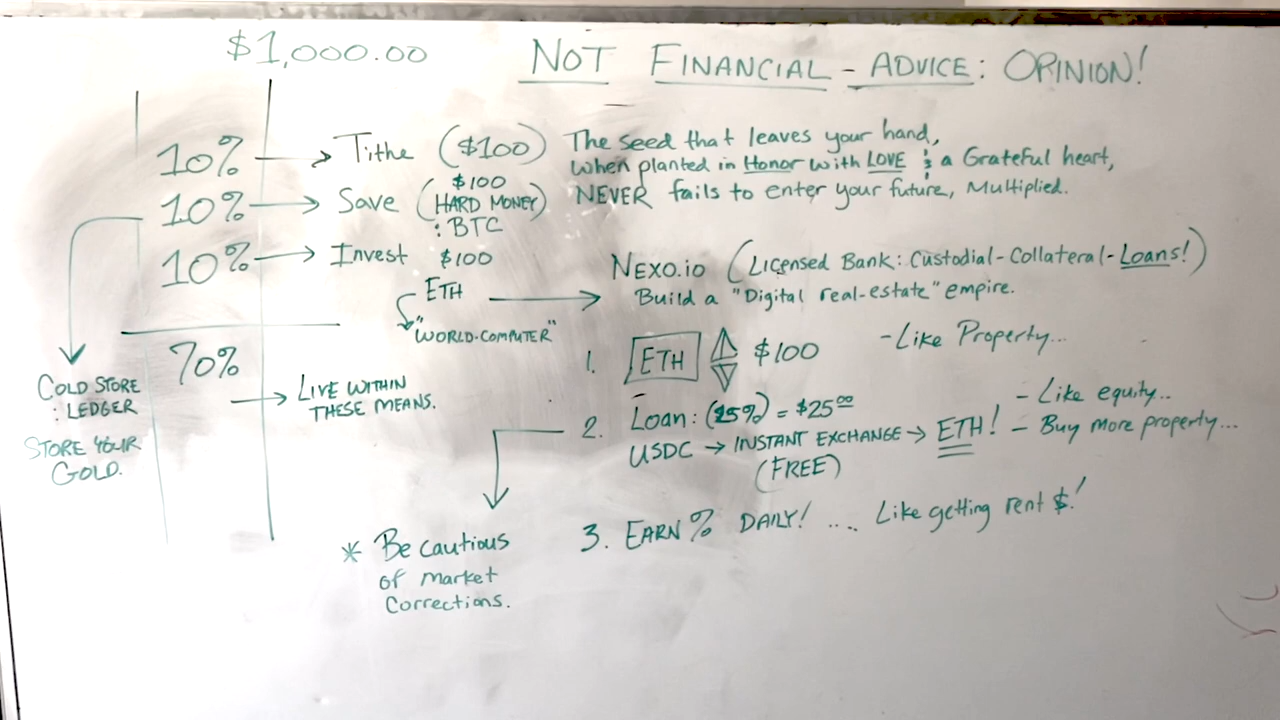 $1,000.00
NOT FINANCIAL - ADVICE: OPINION!
10% → Tithe ($100)
The seed that leaves your hand,
when planted in Honor with LOVE & a Grateful heart,
NEVER fails to enter your future, Multiplied.
10% → Save ($100
HARD MONEY)
: BTC
10% → Invest $100
ETH →
"WORLD-COMPUTER"
NEXO.IO (LICENSED BANK: CUSTODIAL-COLLATERAL-LOANS!)
Build a "Digital real-estate" empire.
70%
→ LIVE WITHIN
THESE MEANS.
COLD STORE
: LEDGER
STORE YOUR
GOLD.
1. ETH $100
- Like Property...
2. Loan: (25%) = $25.00
- Like equity...
USDC → INSTANT EXCHANGE → ETH! - Buy more property...
(FREE)
* Be cautious
of market
corrections.
3. EARN % DAILY! .... Like getting rent $!